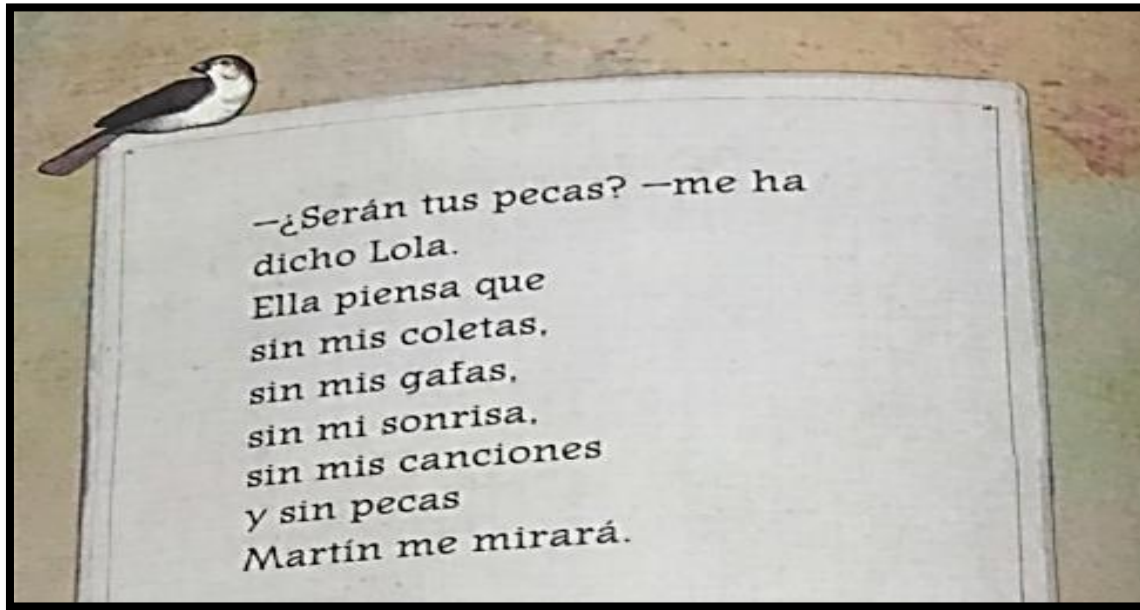 —¿Serán tus pecas? —me ha
dicho Lola.
Ella piensa que
sin mis coletas,
sin mis gafas,
sin mi sonrisa,
sin mis canciones
y sin pecas
Martín me mirará.